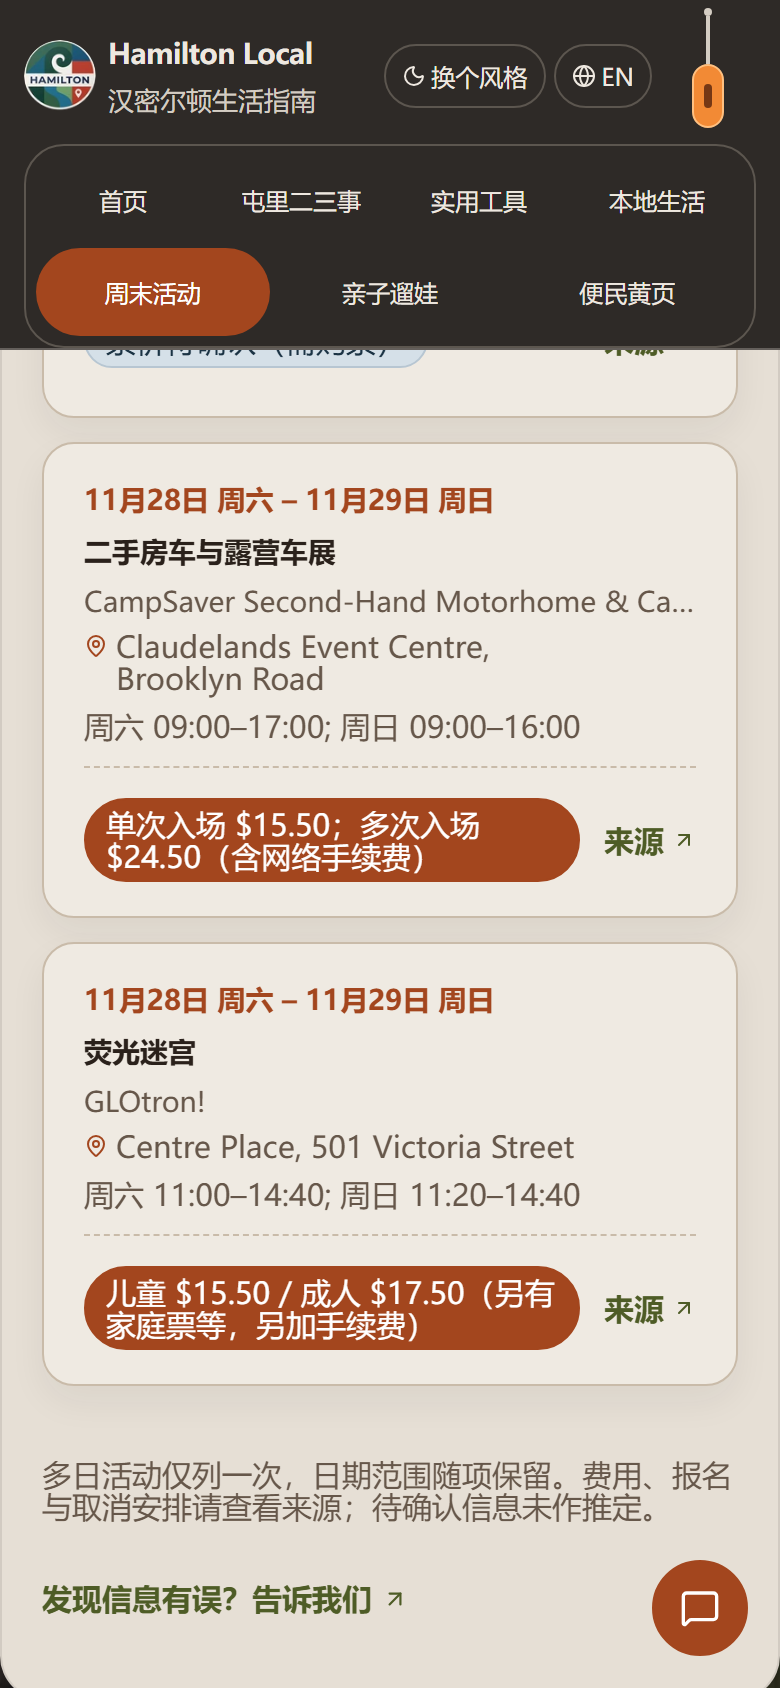 Hamilton Local
汉密尔顿生活指南
HAMILTON
换个风格
EN
首页
屯里二三事
实用工具
本地生活
周末活动
亲子遛娃
便民黄页
11月28日 周六 – 11月29日 周日
二手房车与露营车展
CampSaver Second-Hand Motorhome & Ca...
Claudelands Event Centre,
Brooklyn Road
周六 09:00–17:00; 周日 09:00–16:00
单次入场 $15.50；多次入场
$24.50（含网络手续费）
来源
11月28日 周六 – 11月29日 周日
荧光迷宫
GLOtron!
Centre Place, 501 Victoria Street
周六 11:00–14:40; 周日 11:20–14:40
儿童 $15.50 / 成人 $17.50（另有
家庭票等，另加手续费）
来源
多日活动仅列一次，日期范围随项保留。费用、报名
与取消安排请查看来源；待确认信息未作推定。
发现信息有误？告诉我们